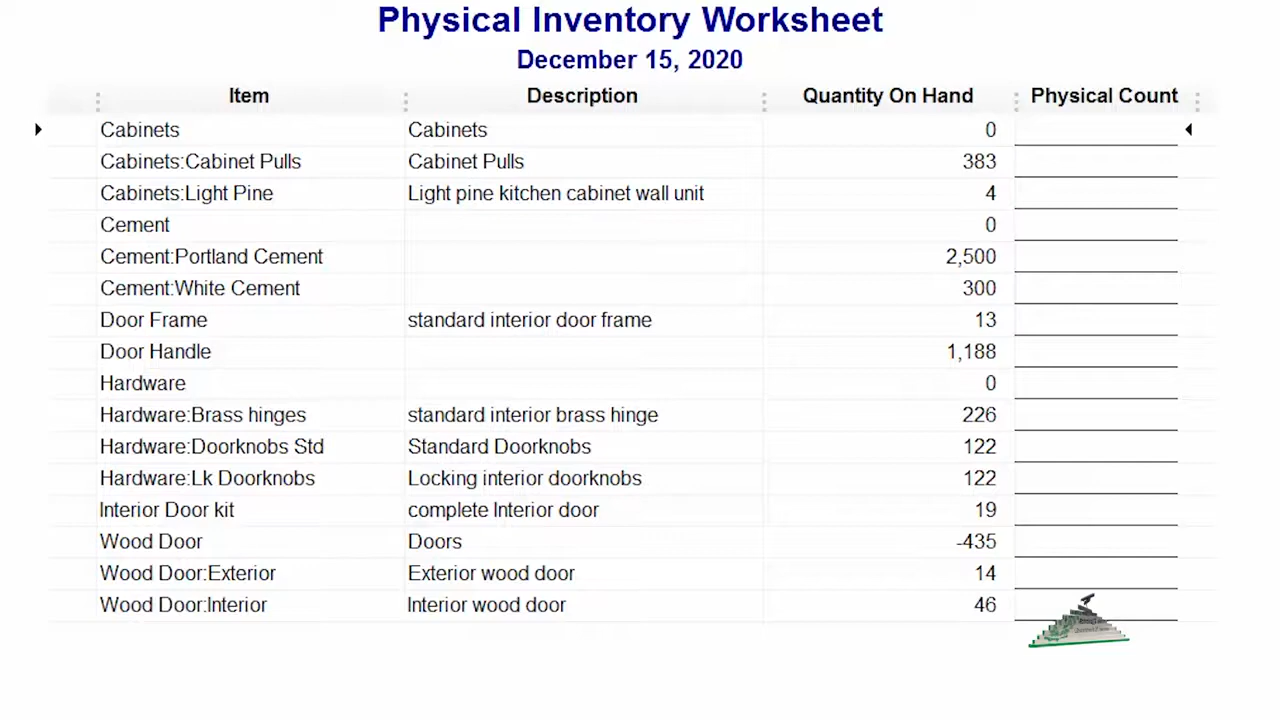 Physical Inventory Worksheet
December 15, 2020
Item Description Quantity On Hand Physical Count
Cabinets Cabinets 0
Cabinets:Cabinet Pulls Cabinet Pulls 383
Cabinets:Light Pine Light pine kitchen cabinet wall unit 4
Cement 0
Cement:Portland Cement 2,500
Cement:White Cement 300
Door Frame standard interior door frame 13
Door Handle 1,188
Hardware 0
Hardware:Brass hinges standard interior brass hinge 226
Hardware:Doorknobs Std Standard Doorknobs 122
Hardware:Lk Doorknobs Locking interior doorknobs 122
Interior Door kit complete Interior door 19
Wood Door Doors -435
Wood Door:Exterior Exterior wood door 14
Wood Door:Interior Interior wood door 46